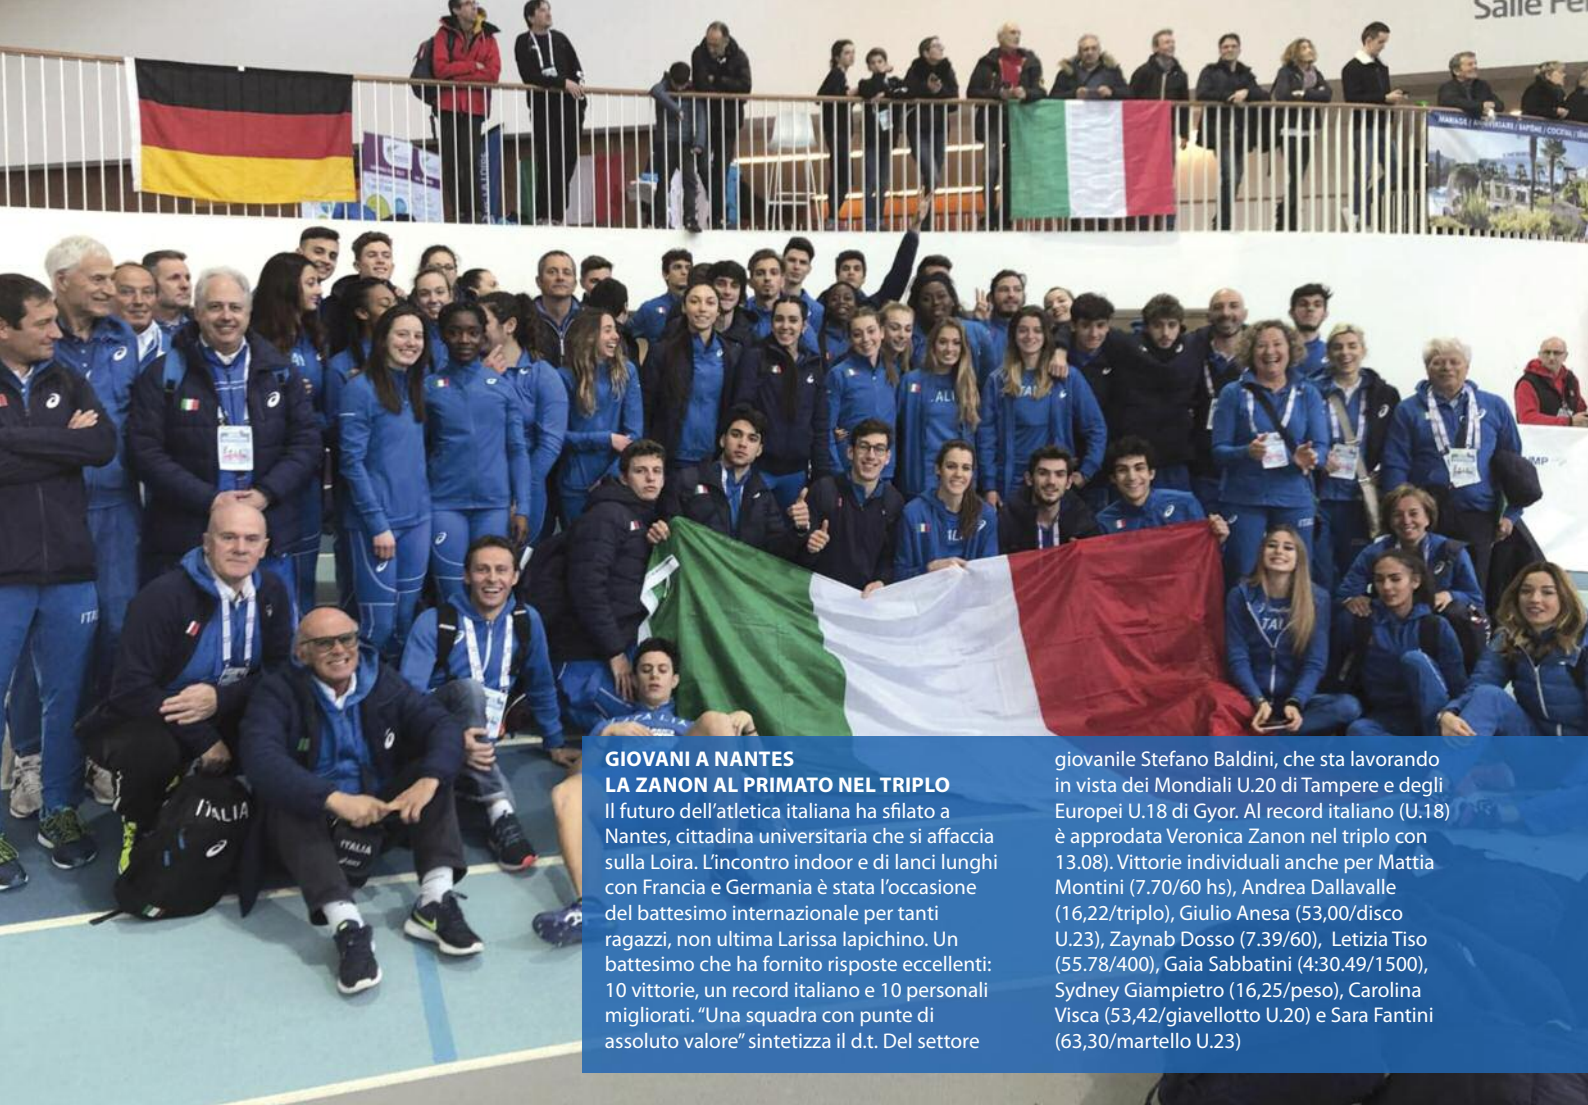 Salle Fe
MARIAGE / ANNIVERSAIRE / BAPTÊME / COCKTAIL
ITALIA
ITALIA
ITALIA
GIOVANI A NANTES
LA ZANON AL PRIMATO NEL TRIPLO
Il futuro dell’atletica italiana ha sfilato a
Nantes, cittadina universitaria che si affaccia
sulla Loira. L’incontro indoor e di lanci lunghi
con Francia e Germania è stata l’occasione
del battesimo internazionale per tanti
ragazzi, non ultima Larissa Iapichino. Un
battesimo che ha fornito risposte eccellenti:
10 vittorie, un record italiano e 10 personali
migliorati. “Una squadra con punte di
assoluto valore” sintetizza il d.t. Del settore
giovanile Stefano Baldini, che sta lavorando
in vista dei Mondiali U.20 di Tampere e degli
Europei U.18 di Gyor. Al record italiano (U.18)
è approdata Veronica Zanon nel triplo con
13.08). Vittorie individuali anche per Mattia
Montini (7.70/60 hs), Andrea Dallavalle
(16,22/triplo), Giulio Anesa (53,00/disco
U.23), Zaynab Dosso (7.39/60),  Letizia Tiso
(55.78/400), Gaia Sabbatini (4:30.49/1500),
Sydney Giampietro (16,25/peso), Carolina
Visca (53,42/giavellotto U.20) e Sara Fantini
(63,30/martello U.23)